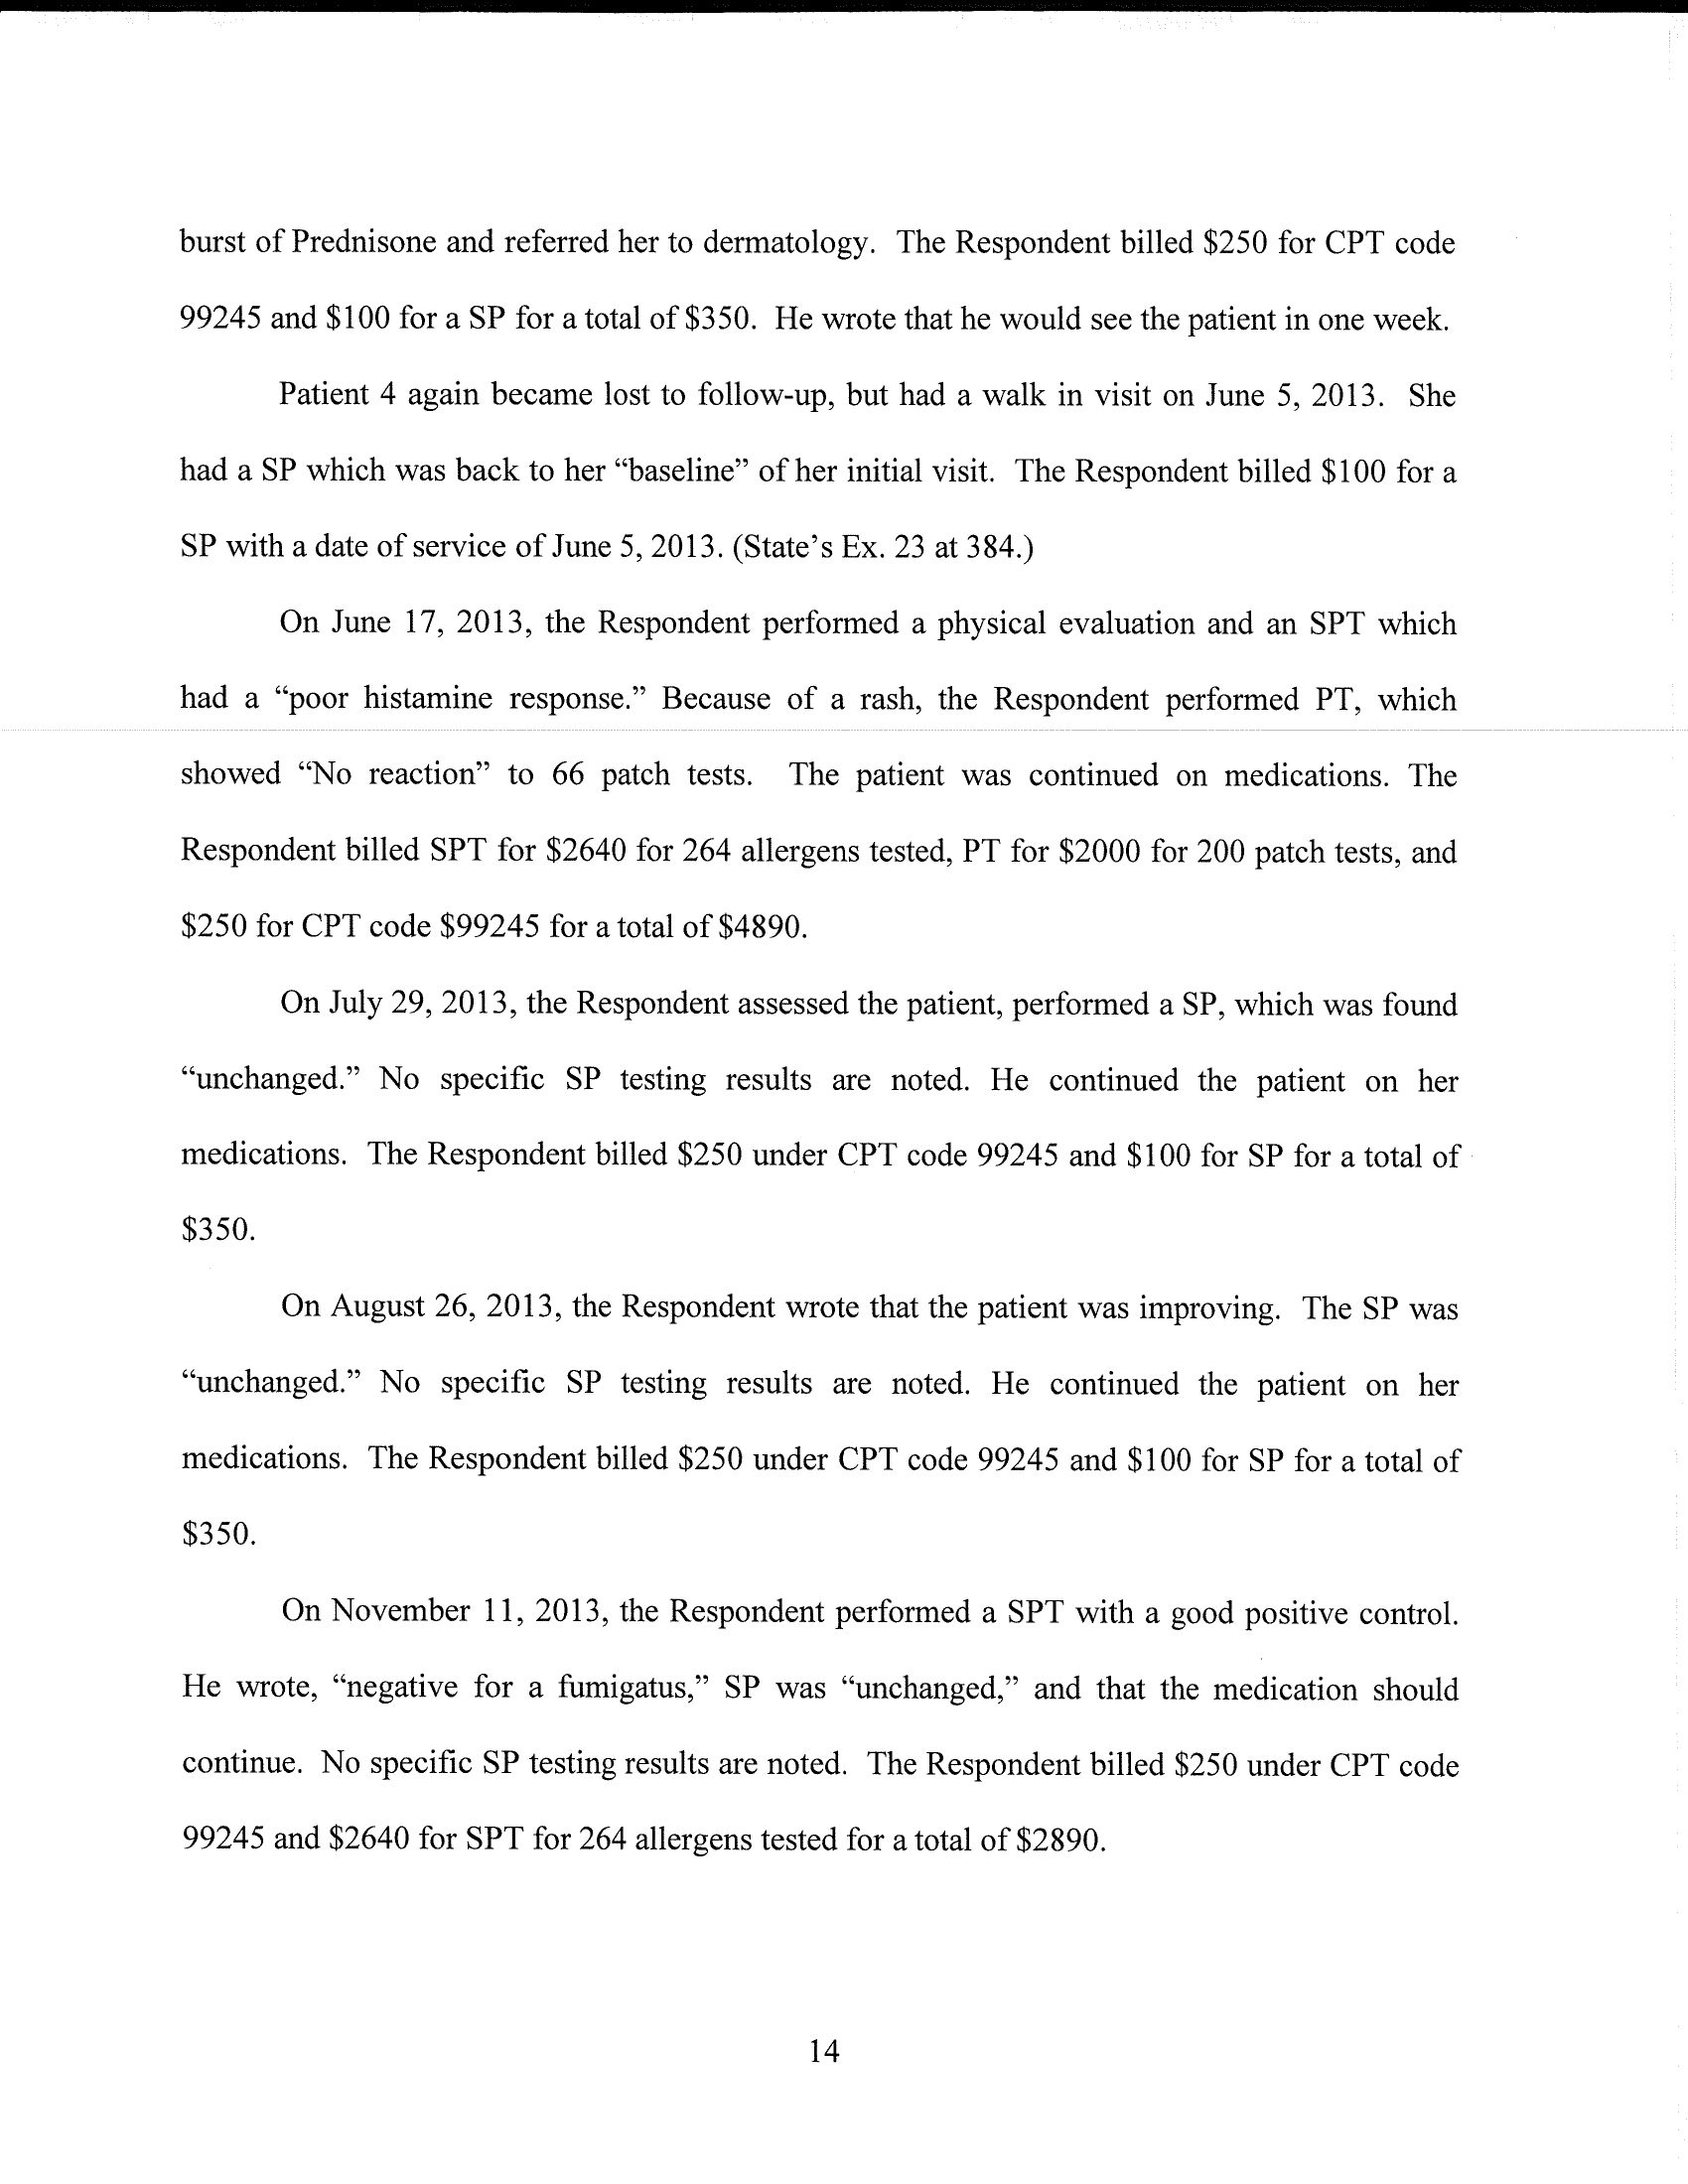 burst of Prednisone and referred her to dermatology. The Respondent billed $250 for CPT code
99245 and $100 for a SP for a total of $350. He wrote that he would see the patient in one week.
Patient 4 again became lost to follow-up, but had a walk in visit on June 5, 2013. She
had a SP which was back to her “baseline” of her initial visit. The Respondent billed $100 for a
SP with a date of service of June 5, 2013. (State’s Ex. 23 at 384.)
On June 17, 2013, the Respondent performed a physical evaluation and an SPT which
had a “poor histamine response.” Because of a rash, the Respondent performed PT, which
showed “No reaction” to 66 patch tests. The patient was continued on medications. The
Respondent billed SPT for $2640 for 264 allergens tested, PT for $2000 for 200 patch tests, and
$250 for CPT code $99245 for a total of $4890.
On July 29, 2013, the Respondent assessed the patient, performed a SP, which was found
“unchanged.” No specific SP testing results are noted. He continued the patient on her
medications. The Respondent billed $250 under CPT code 99245 and $100 for SP for a total of
$350.
On August 26, 2013, the Respondent wrote that the patient was improving. The SP was
“unchanged.” No specific SP testing results are noted. He continued the patient on her
medications. The Respondent billed $250 under CPT code 99245 and $100 for SP for a total of
$350.
On November 11, 2013, the Respondent performed a SPT with a good positive control.
He wrote, “negative for a fumigatus,” SP was “unchanged,” and that the medication should
continue. No specific SP testing results are noted. The Respondent billed $250 under CPT code
99245 and $2640 for SPT for 264 allergens tested for a total of $2890.
14